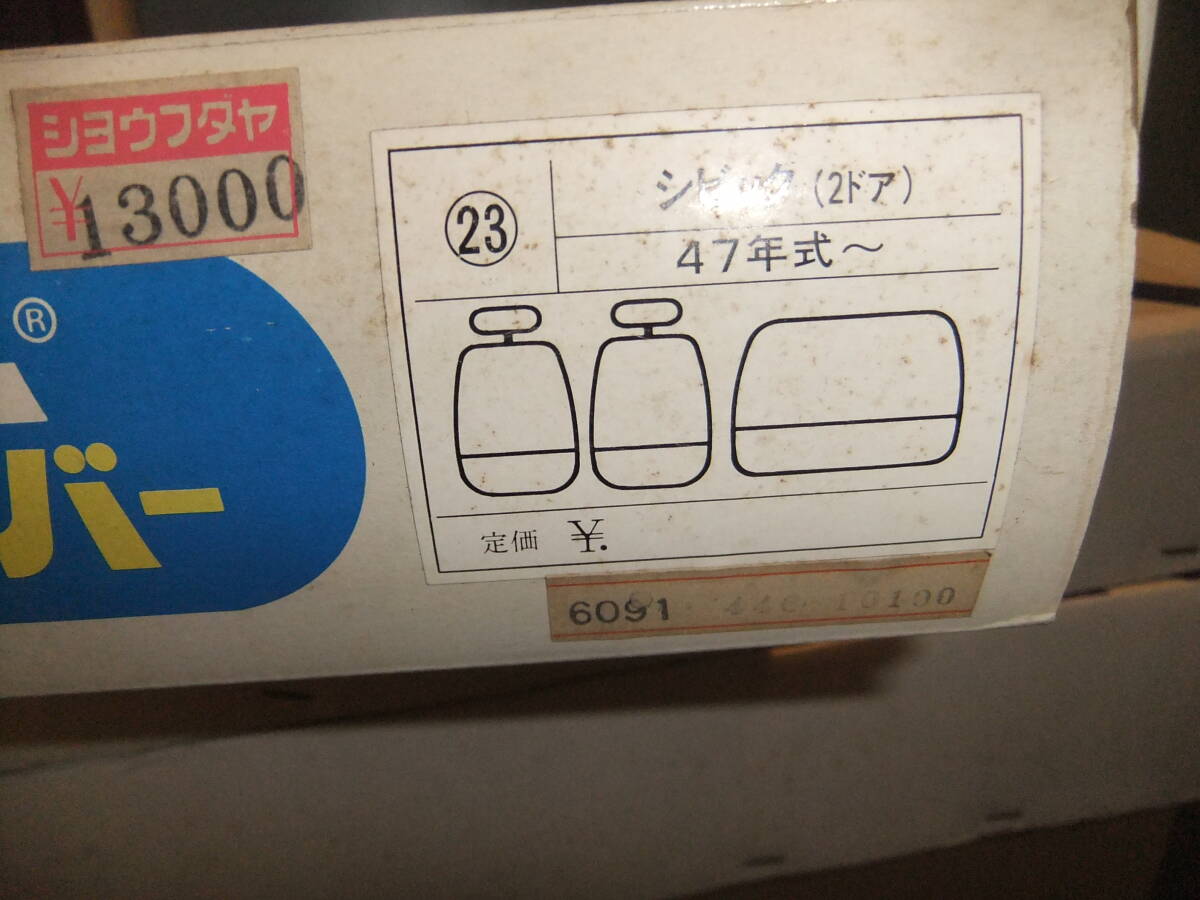 ショウフダヤ
¥13000
®
バー
23
シビック(2ドア)
47年式～
定価 ¥.
6091